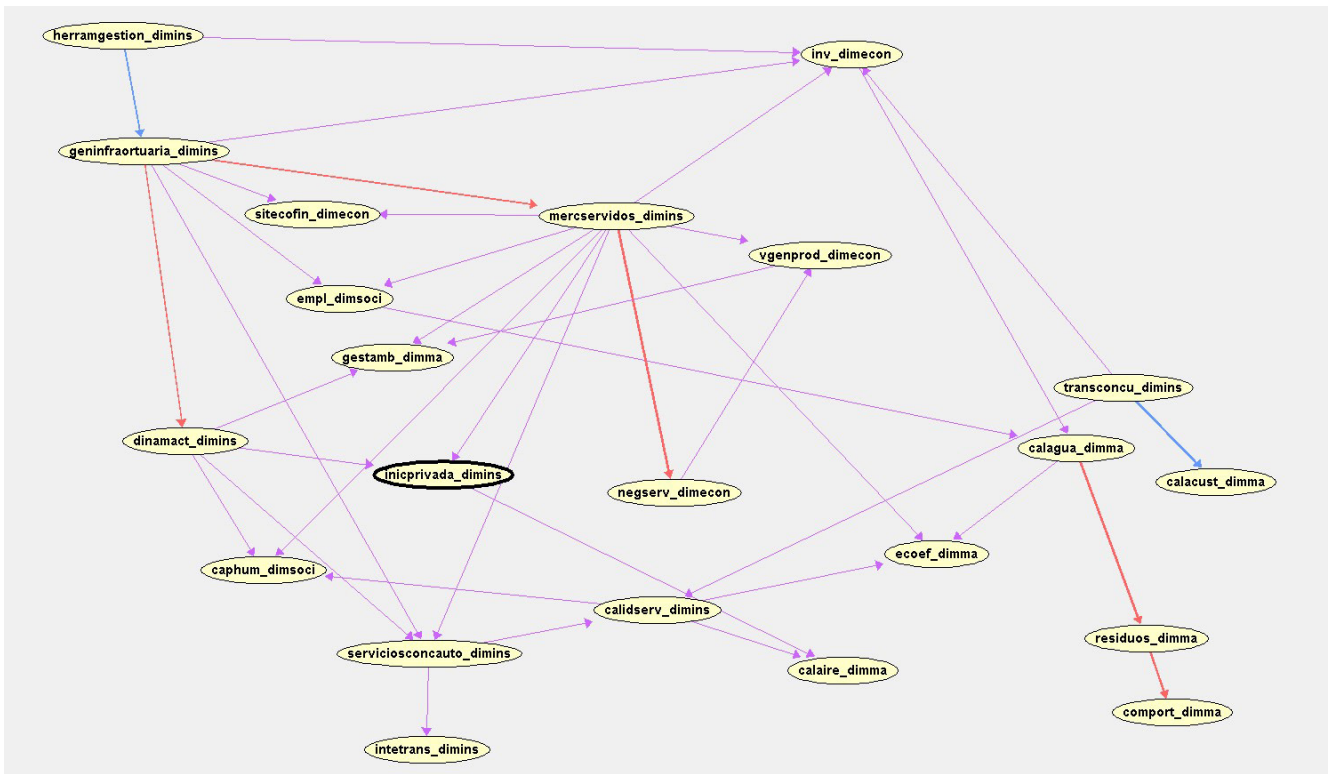 herramgestion_dimins
inv_dimecon
geninfraortuaria_dimins
sitecofin_dimecon
mercservidos_dimins
vgenprod_dimecon
empl_dimsoci
gestamb_dimma
transconcu_dimins
dinamact_dimins
calagua_dimma
inicprivada_dimins
calacust_dimma
negserv_dimecon
ecoef_dimma
caphum_dimsoci
calidserv_dimins
residuos_dimma
serviciosconcauto_dimins
calaire_dimma
comport_dimma
intetrans_dimins